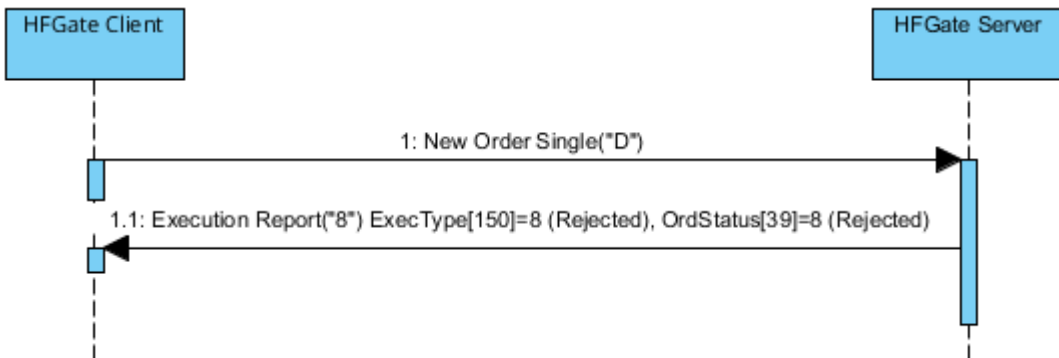 HFGate Client
HFGate Server
1: New Order Single("D")
1.1: Execution Report("8") ExecType[150]=8 (Rejected), OrdStatus[39]=8 (Rejected)